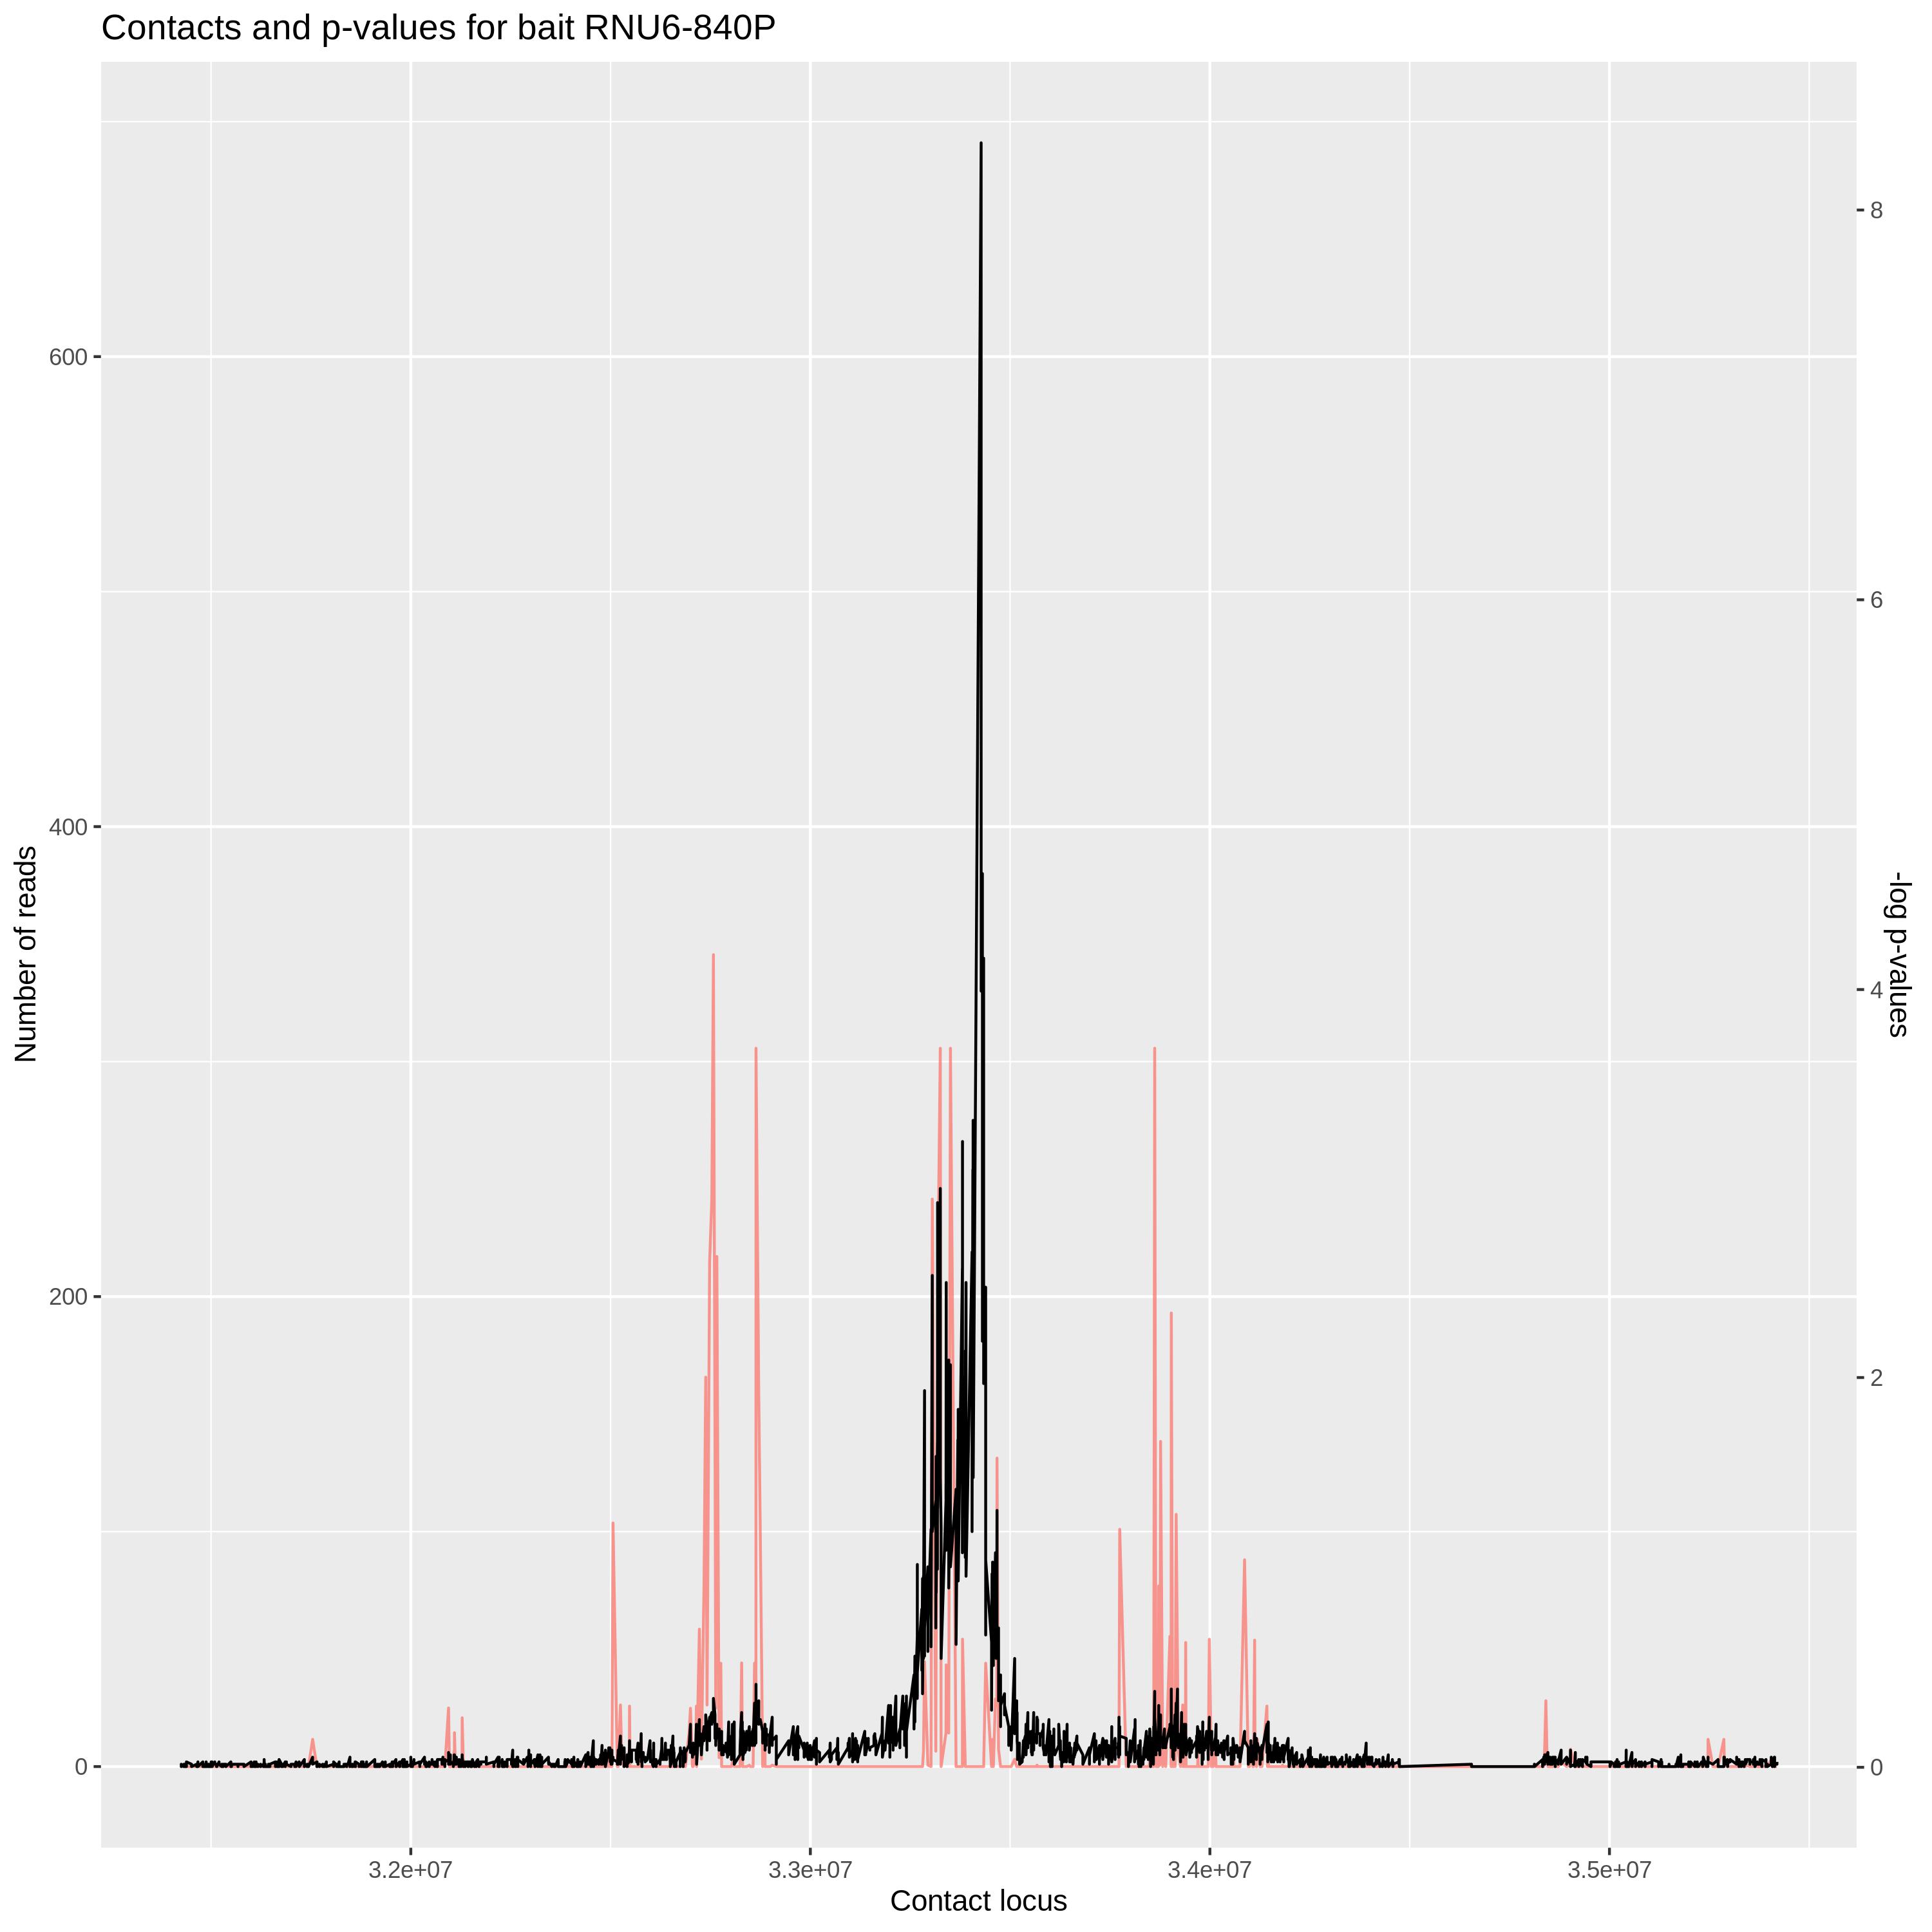 Contacts and p-values for bait RNU6-840P
600
400
200
0
Number of reads
8
6
4
2
0
-log p-values
3.2e+07
3.3e+07
3.4e+07
3.5e+07
Contact locus